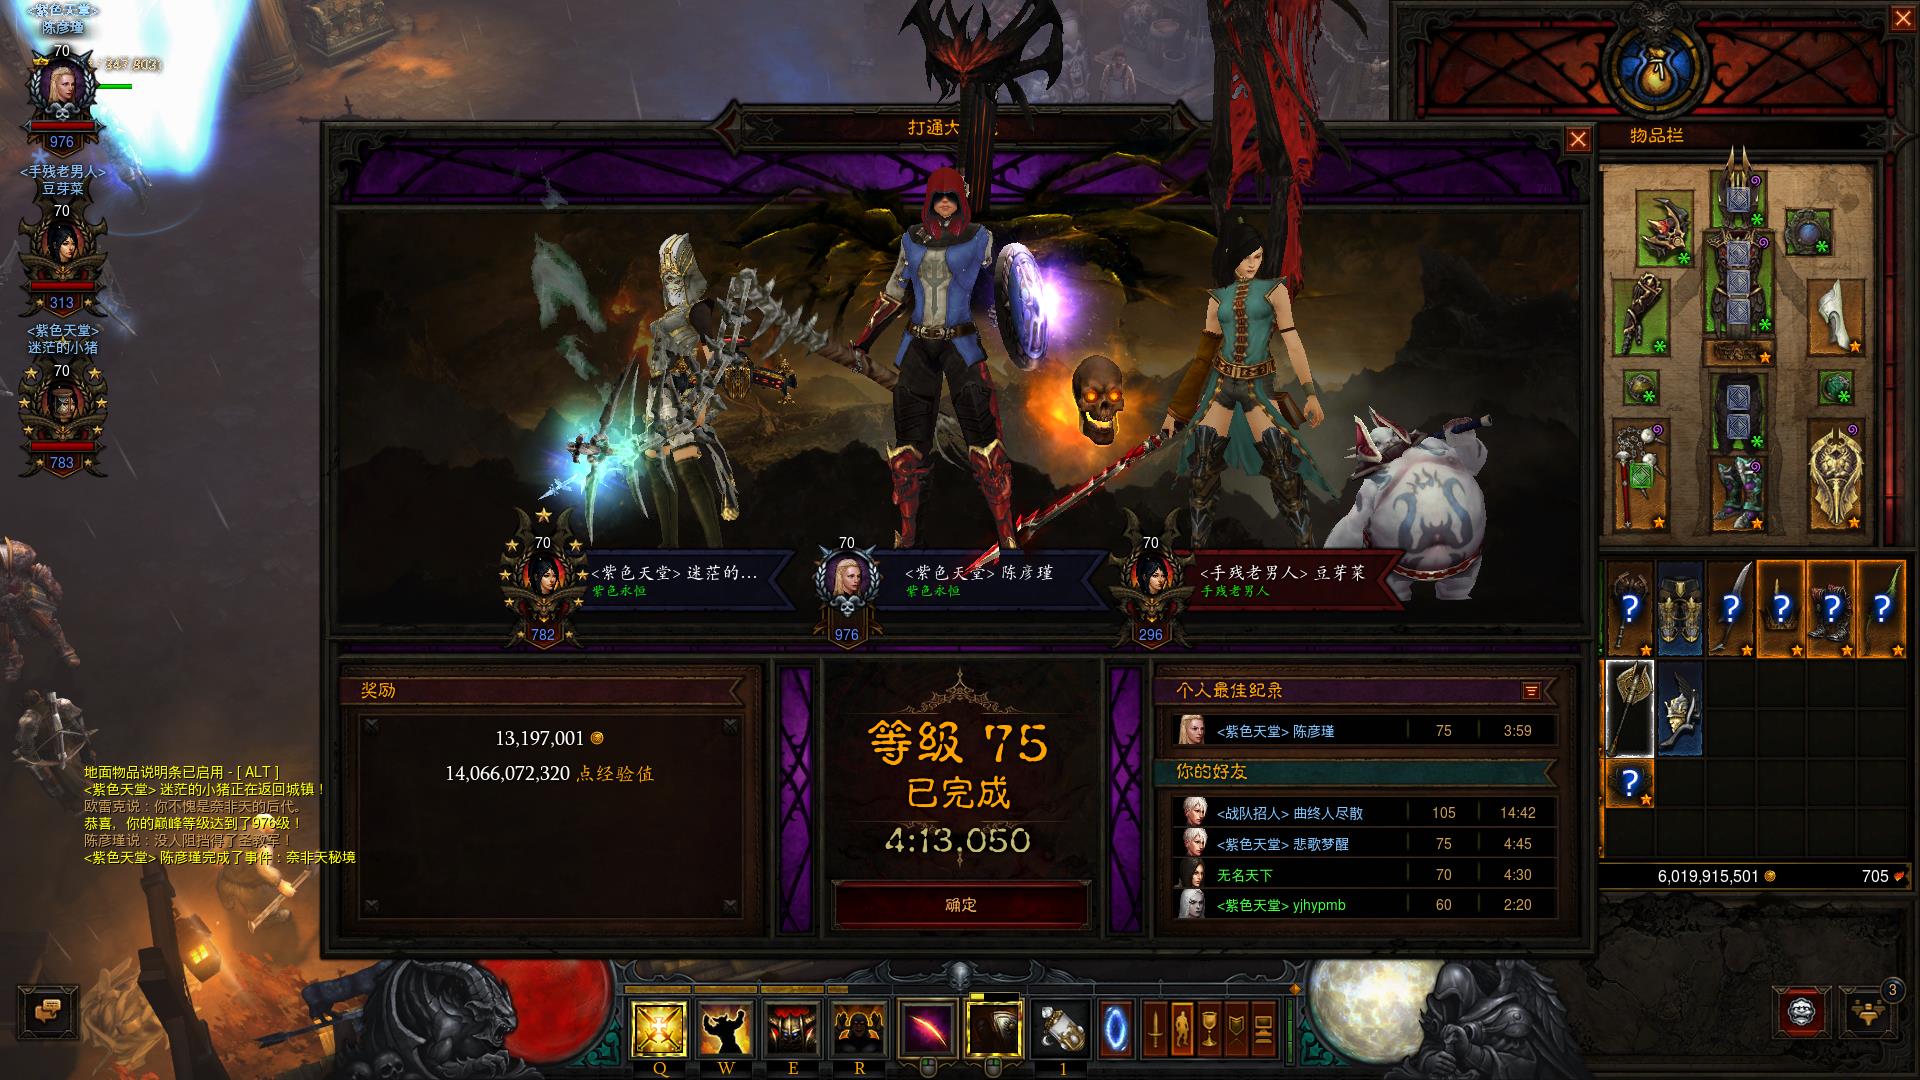 <紫色天堂>
陈彦瑾
70
347,803)
976
<手残老男人>
豆芽菜
70
313
<紫色天堂>
迷茫的小猪
70
783
打通大
物品栏
70
<紫色天堂> 迷茫的...
紫色永恒
782
70
<紫色天堂> 陈彦瑾
紫色永恒
976
70
<手残老男人> 豆芽菜
手残老男人
296
奖励
13,197,001
14,066,072,320 点经验值
等级 75
已完成
4:13.050
确定
个人最佳纪录
<紫色天堂> 陈彦瑾 75 3:59
你的好友
<战队招人> 曲终人尽散 105 14:42
<紫色天堂> 悲歌梦醒 75 4:45
无名天下 70 4:30
<紫色天堂> yjhypmb 60 2:20
? ? ? ? ?
?
6,019,915,501 705
地面物品说明条已启用 - [ ALT ]
<紫色天堂> 迷茫的小猪正在返回城镇！
欧雷克说：你不愧是奈非天的后代。
恭喜，你的巅峰等级达到了976级！
陈彦瑾说：没人阻挡得了圣教军！
<紫色天堂> 陈彦瑾完成了事件：奈非天秘境
Q W E R 1
3